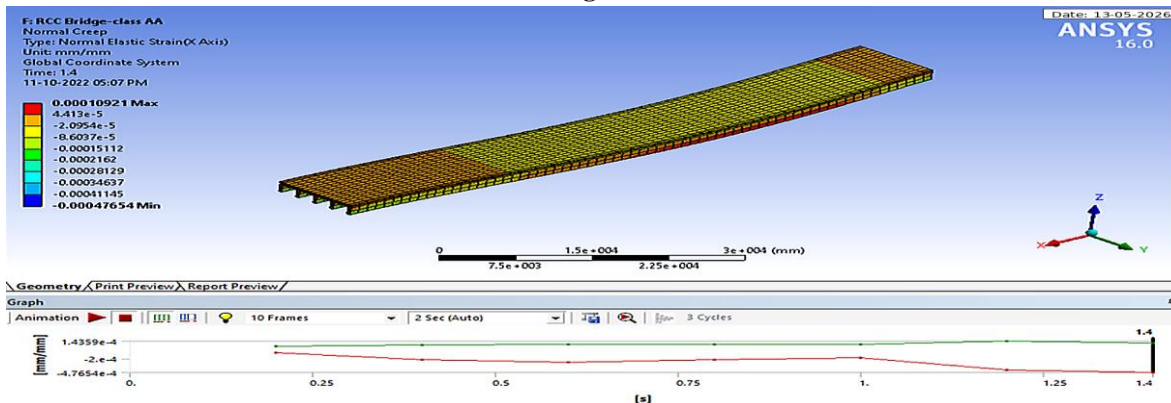 F: RCC Bridge-class AA
Normal Creep
Type: Normal Elastic Strain(X Axis)
Unit: mm/mm
Global Coordinate System
Time: 1.4
11-10-2022 05:07 PM
Date: 13-05-2026
ANSYS
16.0
0.00010921 Max
4.413e-5
-2.0954e-5
-8.6037e-5
-0.00015112
-0.0002162
-0.00028129
-0.00034637
-0.00041145
-0.00047654 Min
Z
X
Y
0 1.5e+004 3e+004 (mm)
7.5e+003 2.25e+004
Geometry Print Preview Report Preview
Graph
Animation 10 Frames 2 Sec (Auto) 3 Cycles
1.4
1.4359e-4
-2.e-4
-4.7654e-4
[mm/mm]
0. 0.25 0.5 0.75 1. 1.25 1.4
[s]